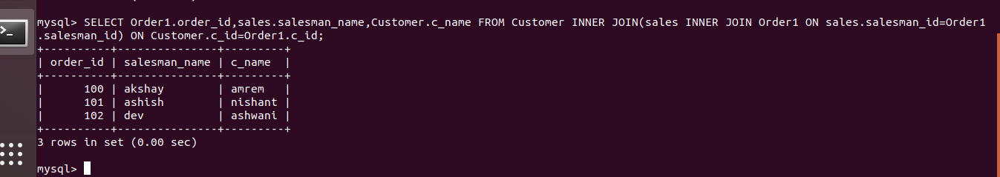 mysql> SELECT Order1.order_id,sales.salesman_name,Customer.c_name FROM Customer INNER JOIN(sales INNER JOIN Order1 ON sales.salesman_id=Order1
.salesman_id) ON Customer.c_id=Order1.c_id;
+----------+---------------+---------+
| order_id | salesman_name | c_name  |
+----------+---------------+---------+
|      100 | akshay        | amrem   |
|      101 | ashish        | nishant |
|      102 | dev           | ashwani |
+----------+---------------+---------+
3 rows in set (0.00 sec)
mysql>